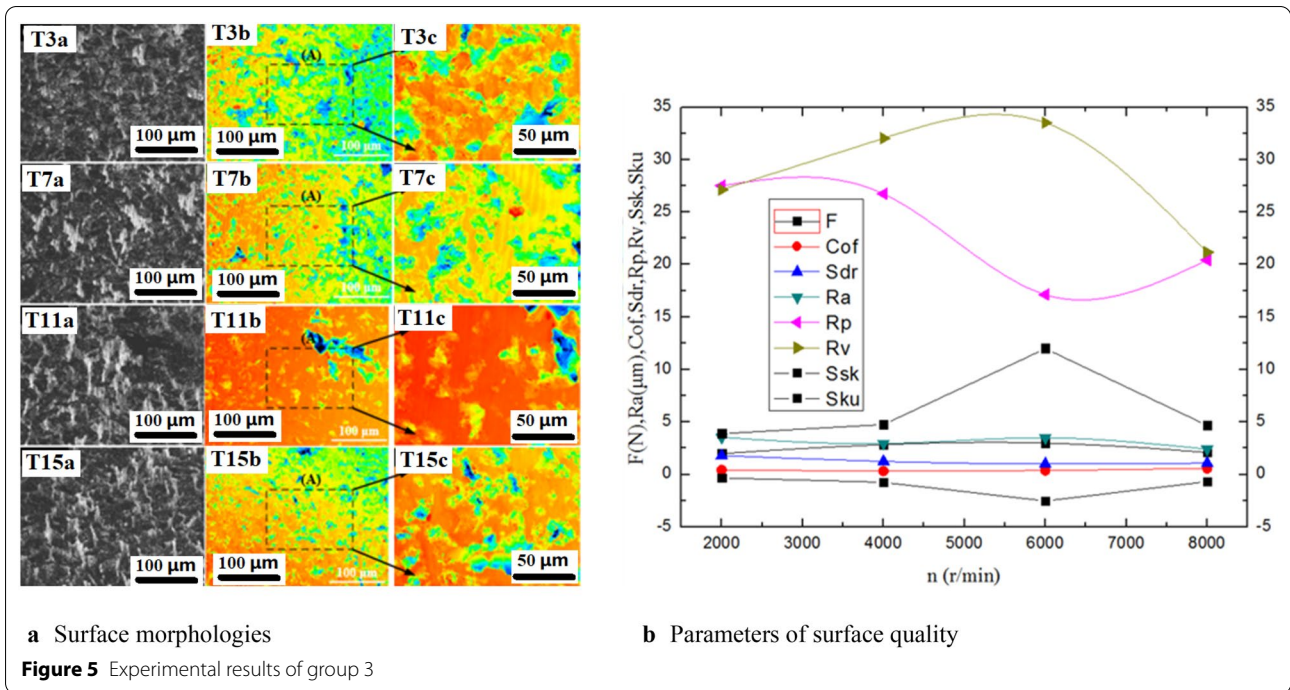 T3a
T3b
T3c
(A)
100 µm
100 µm
100 µm
50 µm
T7a
T7b
T7c
(A)
100 µm
100 µm
100 µm
50 µm
T11a
T11b
T11c
(A)
100 µm
100 µm
100 µm
50 µm
T15a
T15b
T15c
(A)
100 µm
100 µm
100 µm
50 µm
a Surface morphologies
F(N),Ra(µm),Cof,Sdr,Rp,Rv,Ssk,Sku
35
30
25
20
15
10
5
0
-5
F
Cof
Sdr
Ra
Rp
Rv
Ssk
Sku
35
30
25
20
15
10
5
0
-5
2000 3000 4000 5000 6000 7000 8000
n (r/min)
b Parameters of surface quality
Figure 5 Experimental results of group 3